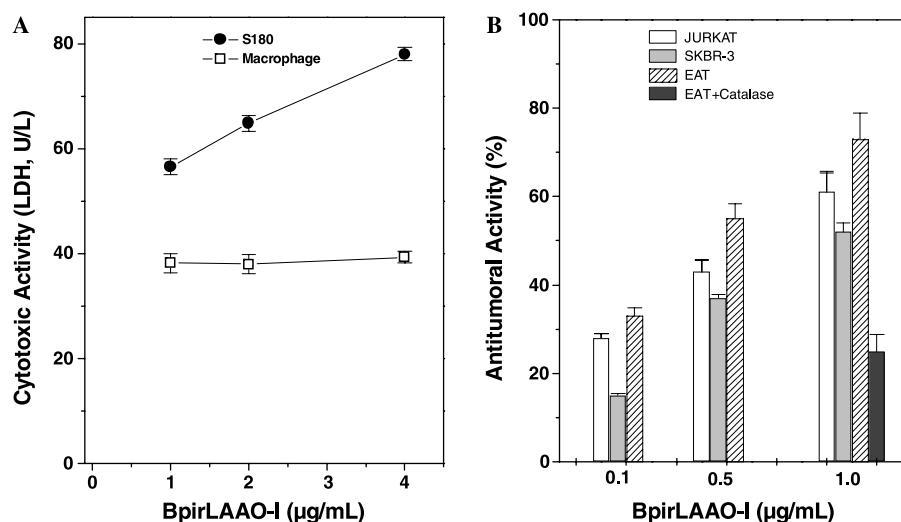 A
Cytotoxic Activity (LDH, U/L)
80
60
40
20
0
S180
Macrophage
0
1
2
3
4
BpirLAAO-I (µg/mL)
B
Antitumoral Activity (%)
100
80
60
40
20
0
JURKAT
SKBR-3
EAT
EAT+Catalase
0.1
0.5
1.0
BpirLAAO-I (µg/mL)